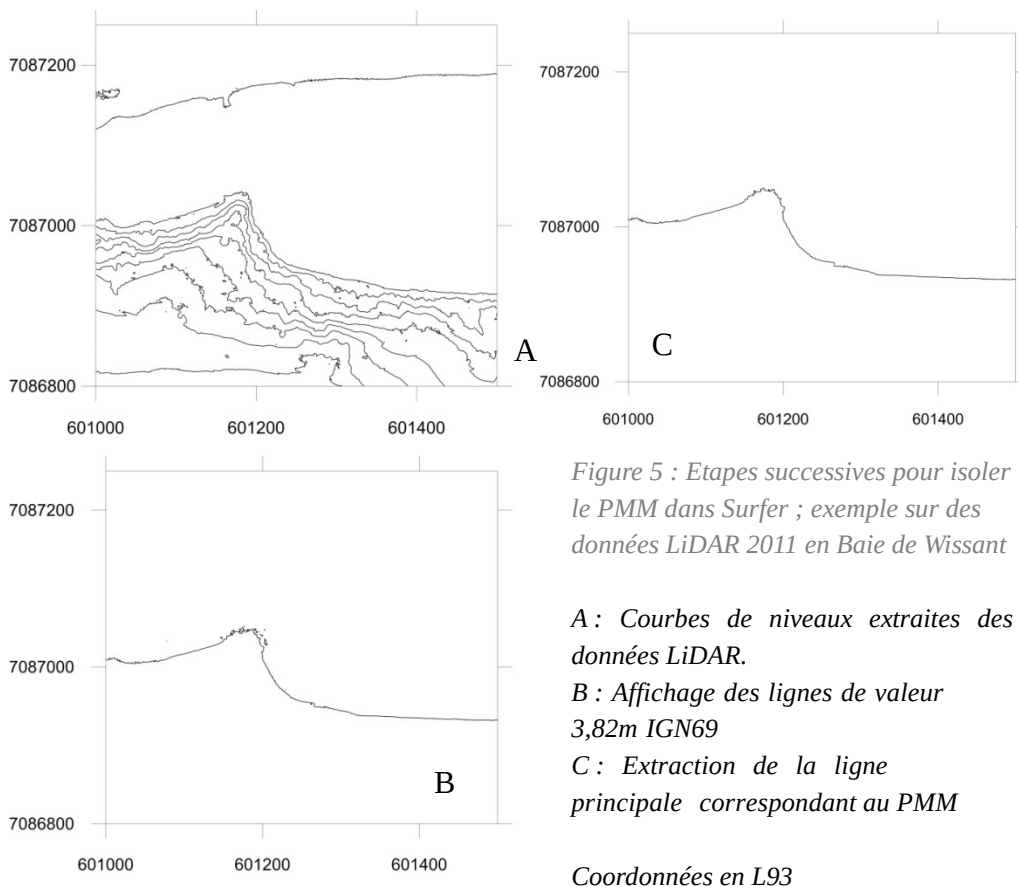 7087200
7087000
7086800
601000 601200 601400
A
7087200
7087000
7086800
601000 601200 601400
C
7087200
7087000
7086800
601000 601200 601400
B
Figure 5 : Etapes successives pour isoler
le PMM dans Surfer ; exemple sur des
données LiDAR 2011 en Baie de Wissant
A : Courbes de niveaux extraites des
données LiDAR.
B : Affichage des lignes de valeur
3,82m IGN69
C : Extraction de la ligne
principale correspondant au PMM
Coordonnées en L93